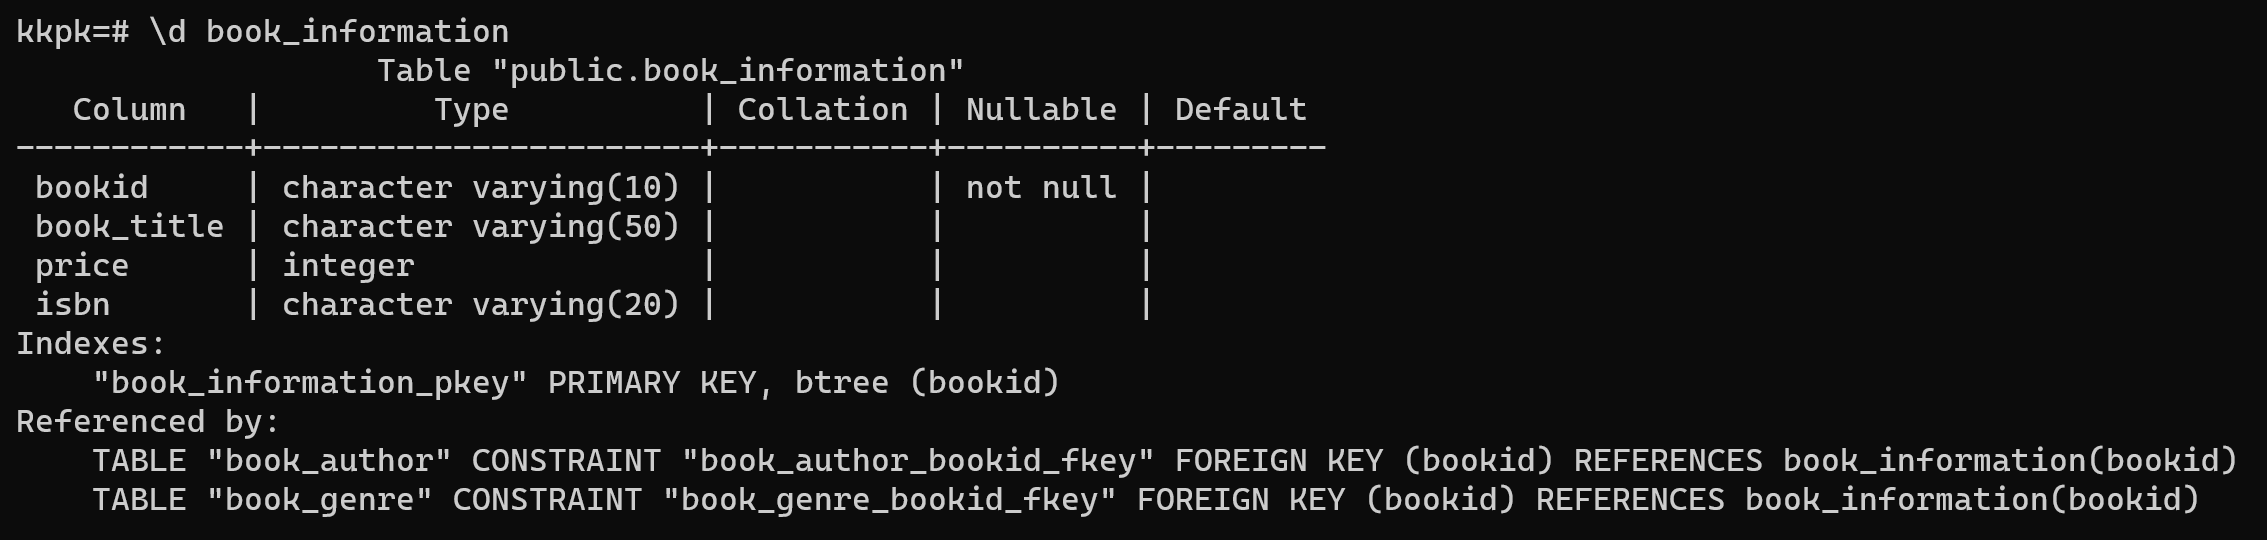 kkpk=# \d book_information
                   Table "public.book_information"
   Column   |         Type          | Collation | Nullable | Default
------------+-----------------------+-----------+----------+---------
 bookid     | character varying(10) |           | not null |
 book_title | character varying(50) |           |          |
 price      | integer               |           |          |
 isbn       | character varying(20) |           |          |
Indexes:
    "book_information_pkey" PRIMARY KEY, btree (bookid)
Referenced by:
    TABLE "book_author" CONSTRAINT "book_author_bookid_fkey" FOREIGN KEY (bookid) REFERENCES book_information(bookid)
    TABLE "book_genre" CONSTRAINT "book_genre_bookid_fkey" FOREIGN KEY (bookid) REFERENCES book_information(bookid)